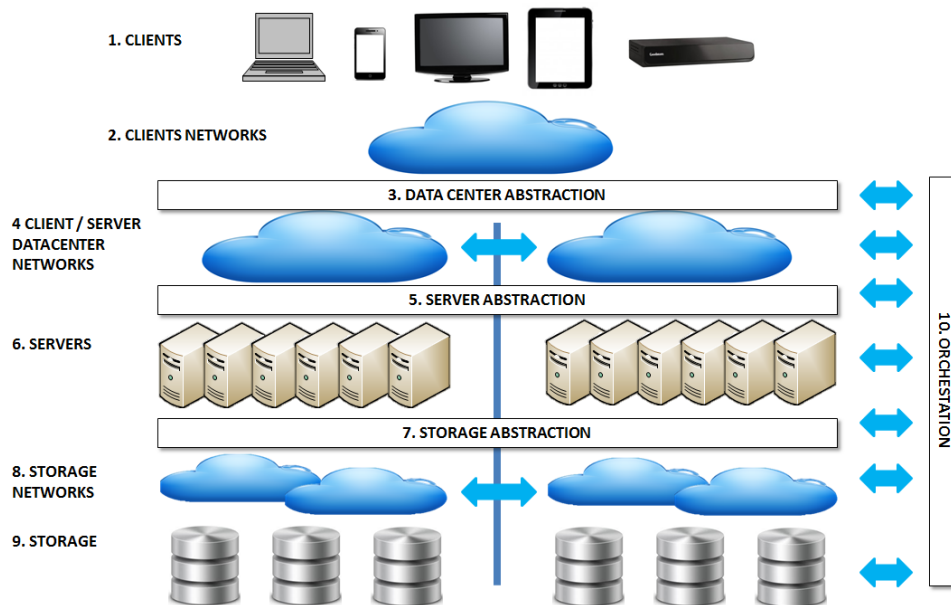 1. CLIENTS
2. CLIENTS NETWORKS
3. DATA CENTER ABSTRACTION
4 CLIENT / SERVER
DATACENTER
NETWORKS
5. SERVER ABSTRACTION
6. SERVERS
7. STORAGE ABSTRACTION
8. STORAGE
NETWORKS
9. STORAGE
10. ORCHESTATION